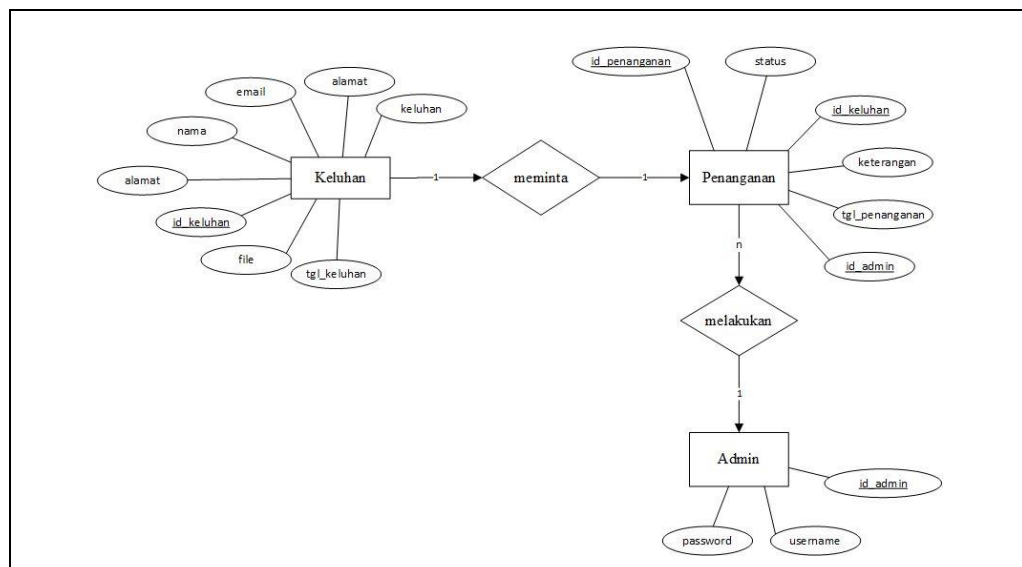 id_penanganan
status
alamat
email
keluhan
id_keluhan
nama
keterangan
Keluhan
1
meminta
1
Penanganan
alamat
id_keluhan
tgl_penanganan
file
tgl_keluhan
n
id_admin
melakukan
1
Admin
id_admin
password
username